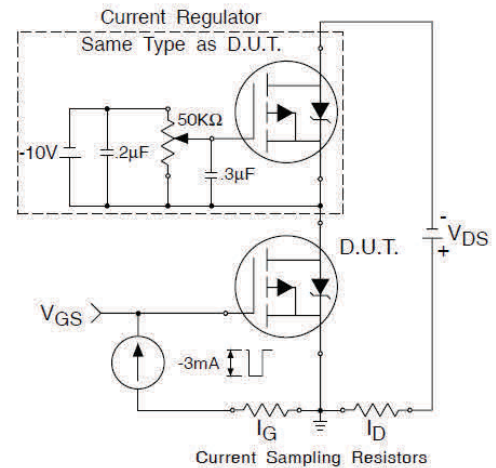 Current Regulator
Same Type as D.U.T.
50KΩ
-10V
.2μF
.3μF
D.U.T.
-
VDS
+
VGS
-3mA
IG
ID
Current Sampling Resistors